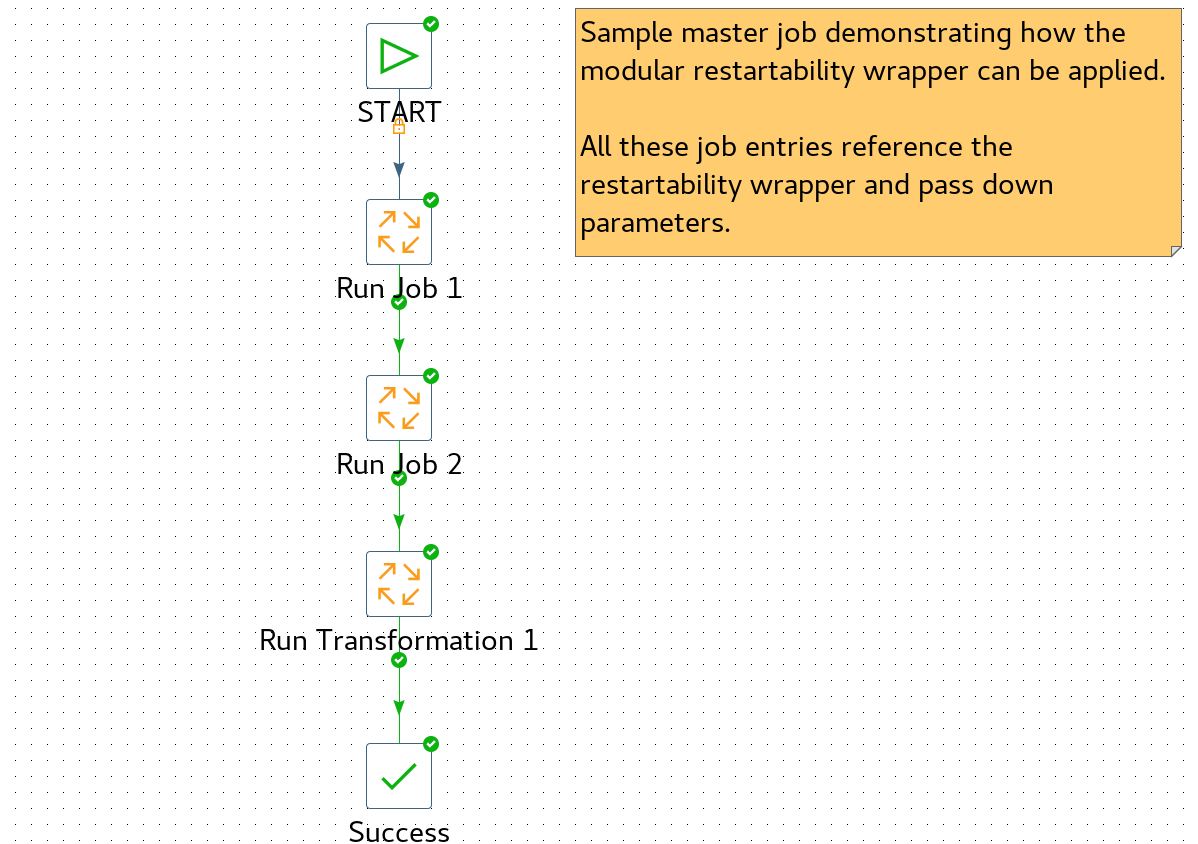 START
Run Job 1
Run Job 2
Run Transformation 1
Success
Sample master job demonstrating how the
modular restartability wrapper can be applied.
All these job entries reference the
restartability wrapper and pass down
parameters.